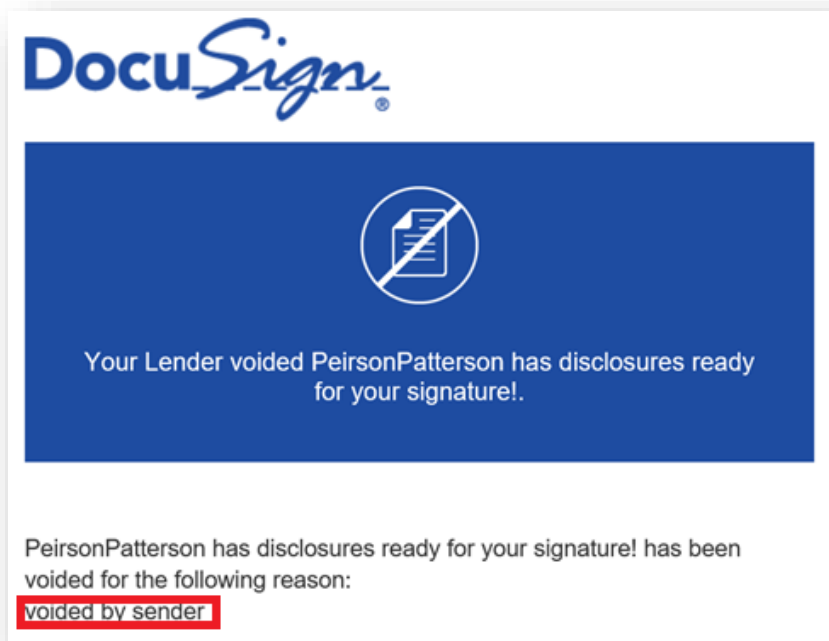 DocuSign®
Your Lender voided PeirsonPatterson has disclosures ready
for your signature!.
PeirsonPatterson has disclosures ready for your signature! has been
voided for the following reason:
voided by sender